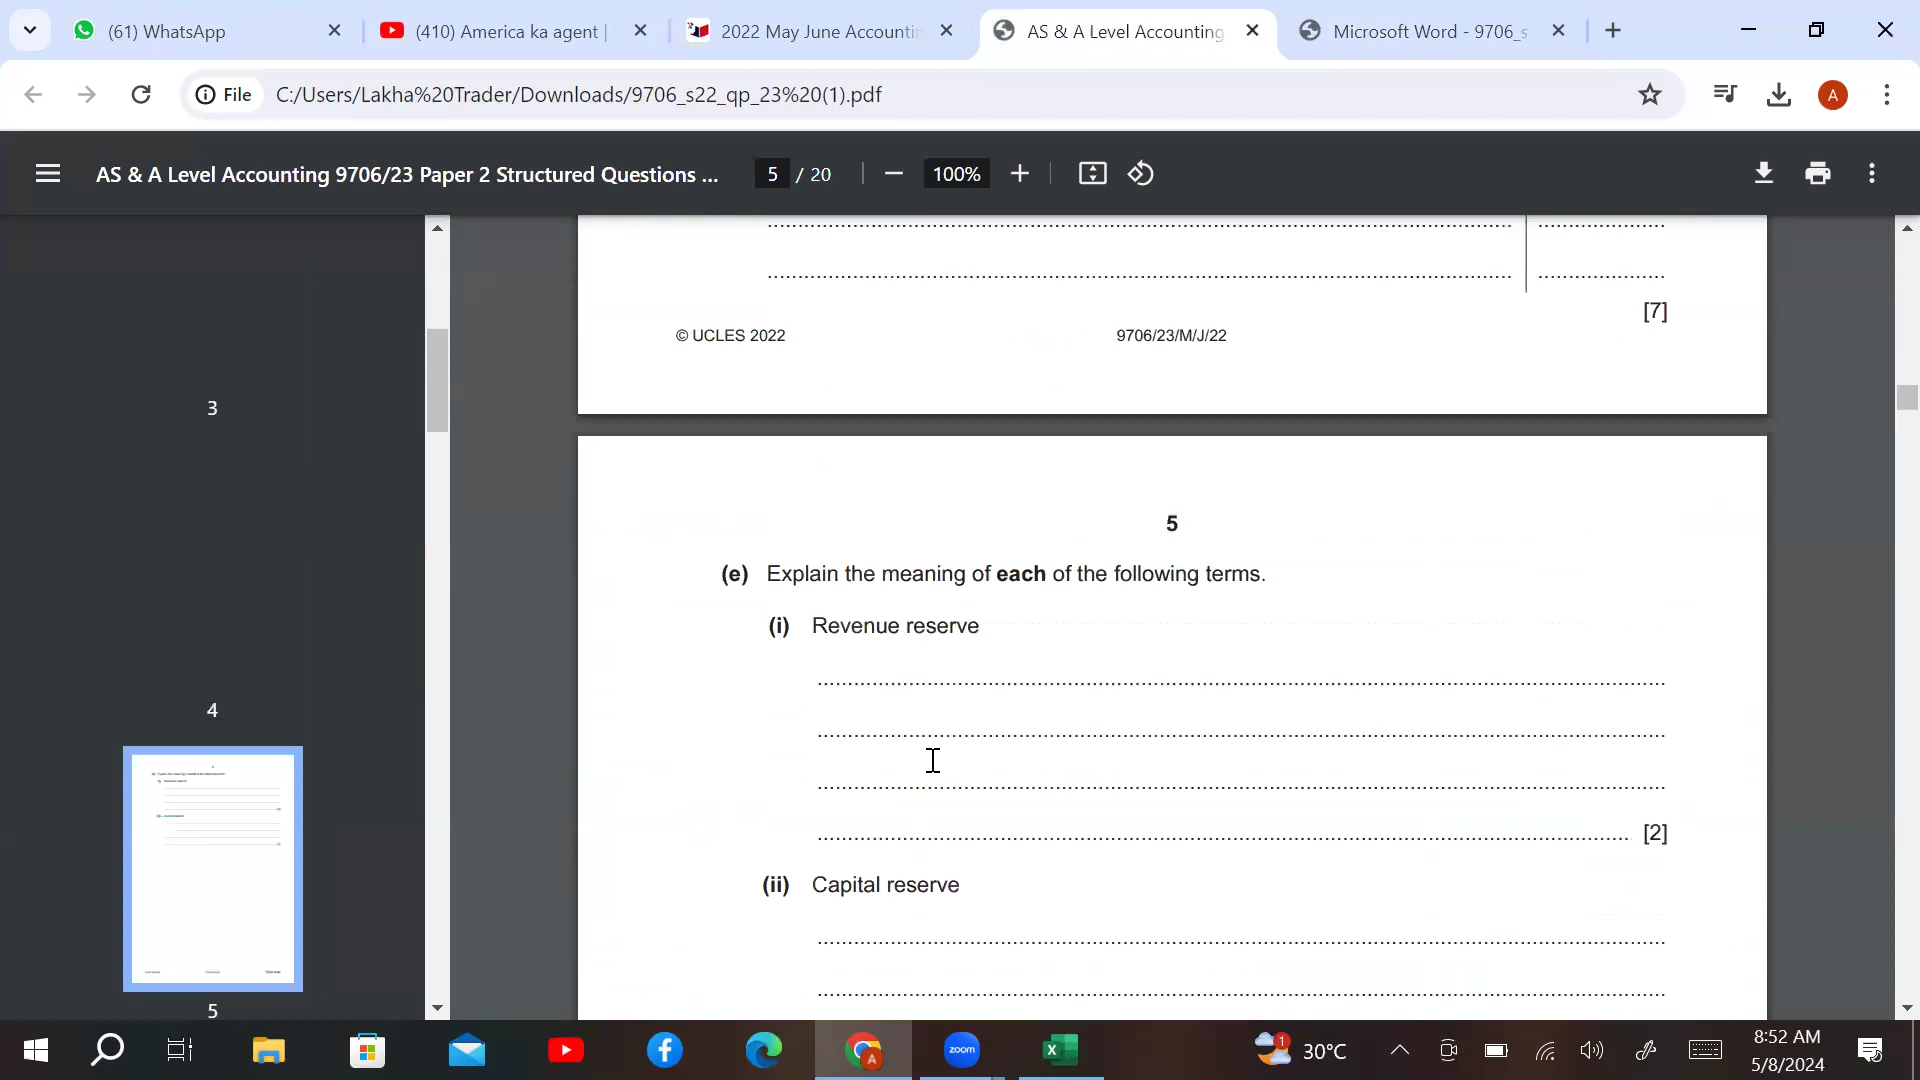 (61) WhatsApp
(410) America ka agent |
2022 May June Accounti
AS & A Level Accounting
Microsoft Word - 9706_s
File
C:/Users/Lakha%20Trader/Downloads/9706_s22_qp_23%20(1).pdf
A
AS & A Level Accounting 9706/23 Paper 2 Structured Questions ...
5 / 20
100%
[7]
© UCLES 2022
9706/23/M/J/22
3
4
5
5
(e) Explain the meaning of each of the following terms.
(i) Revenue reserve
[2]
(ii) Capital reserve
zoom
A
1
30°C
8:52 AM
5/8/2024